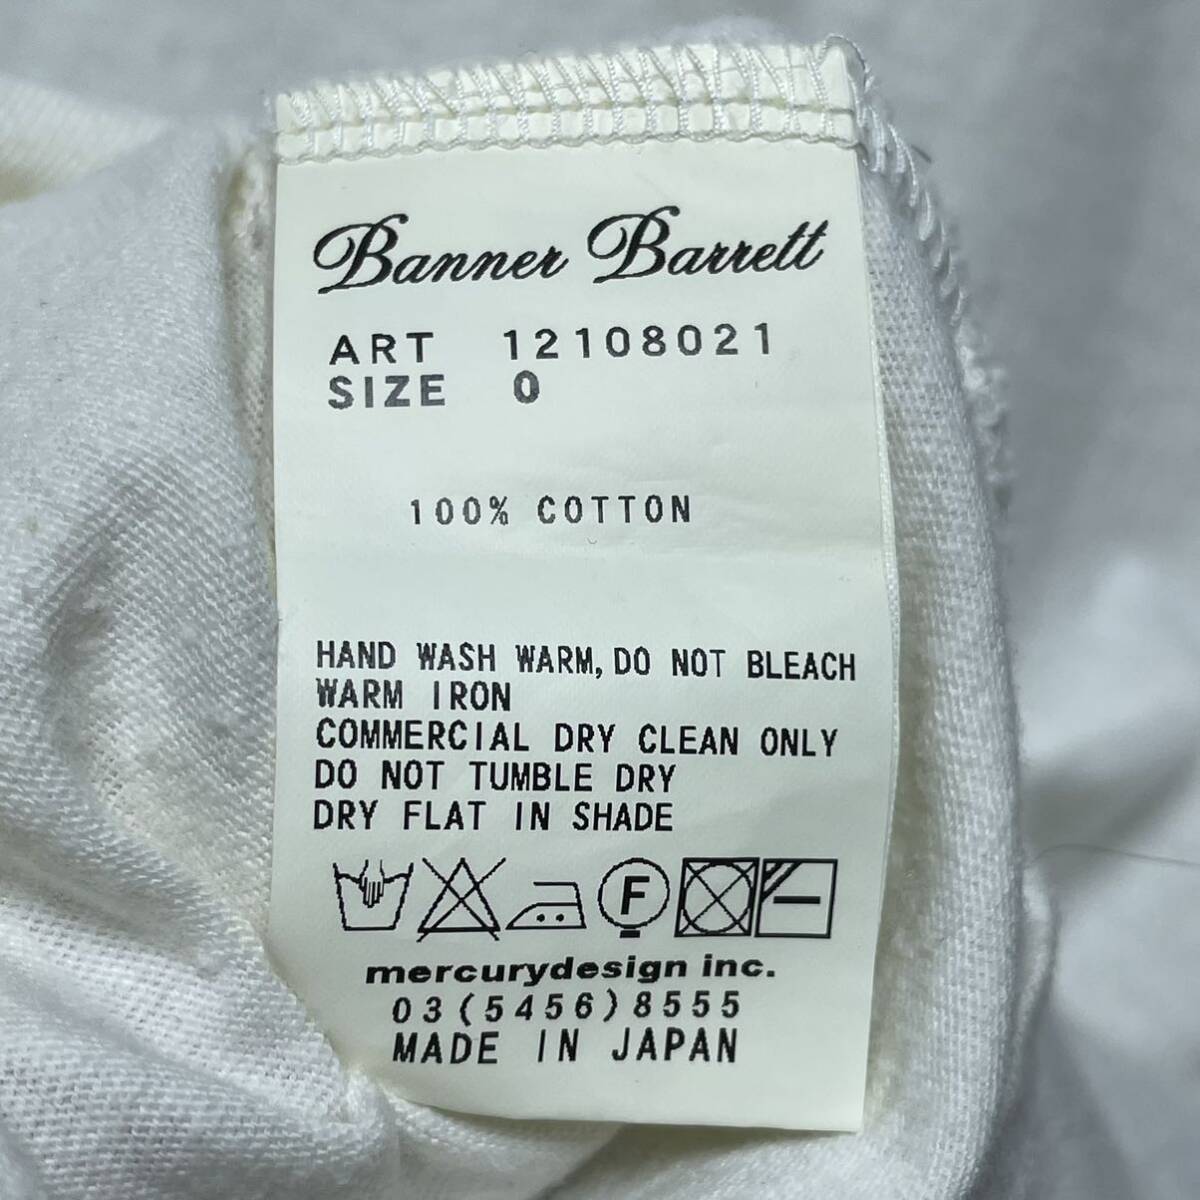 Banner Barrett
ART 12108021
SIZE 0
100% COTTON
HAND WASH WARM, DO NOT BLEACH
WARM IRON
COMMERCIAL DRY CLEAN ONLY
DO NOT TUMBLE DRY
DRY FLAT IN SHADE
F
mercurydesign inc.
03(5456)8555
MADE IN JAPAN